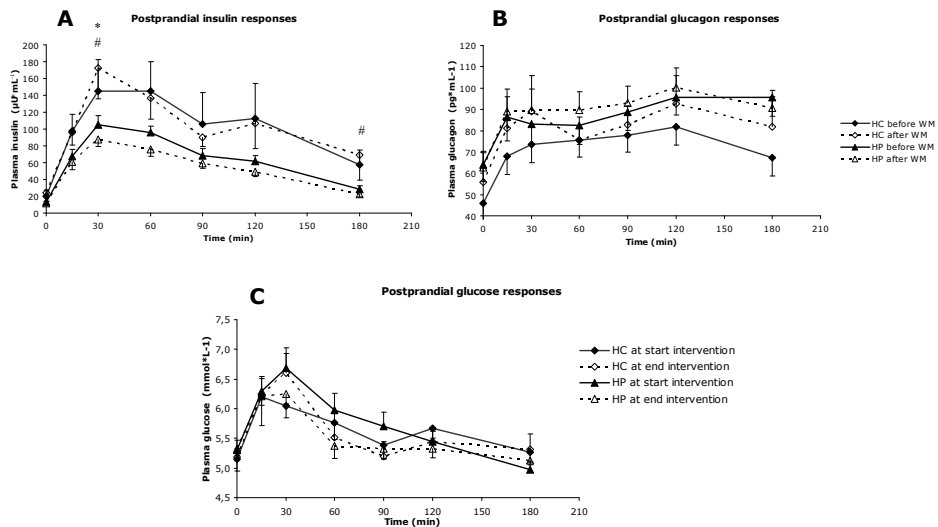 A
Postprandial insulin responses
*
#
#
Plasma inuslin (µU*mL⁻¹)
200
180
160
140
120
100
80
60
40
20
0
0 30 60 90 120 150 180 210
Time (min)
B
Postprandial glucagon responses
Plasma glucagon (pg*mL-1)
120
110
100
90
80
70
60
50
40
0 30 60 90 120 150 180 210
Time (min)
HC before WM
HC after WM
HP before WM
HP after WM
C
Postprandial glucose responses
Plasma glucose (mmol*L-1)
7,5
7,0
6,5
6,0
5,5
5,0
4,5
0 30 60 90 120 150 180 210
Time (min)
HC at start intervention
HC at end intervention
HP at start intervention
HP at end intervention